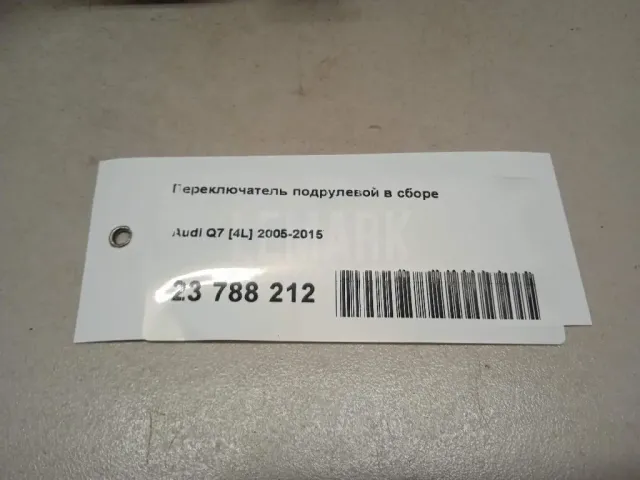 Переключатель подрулевой в сборе
Audi Q7 [4L] 2005-2015
23 788 212